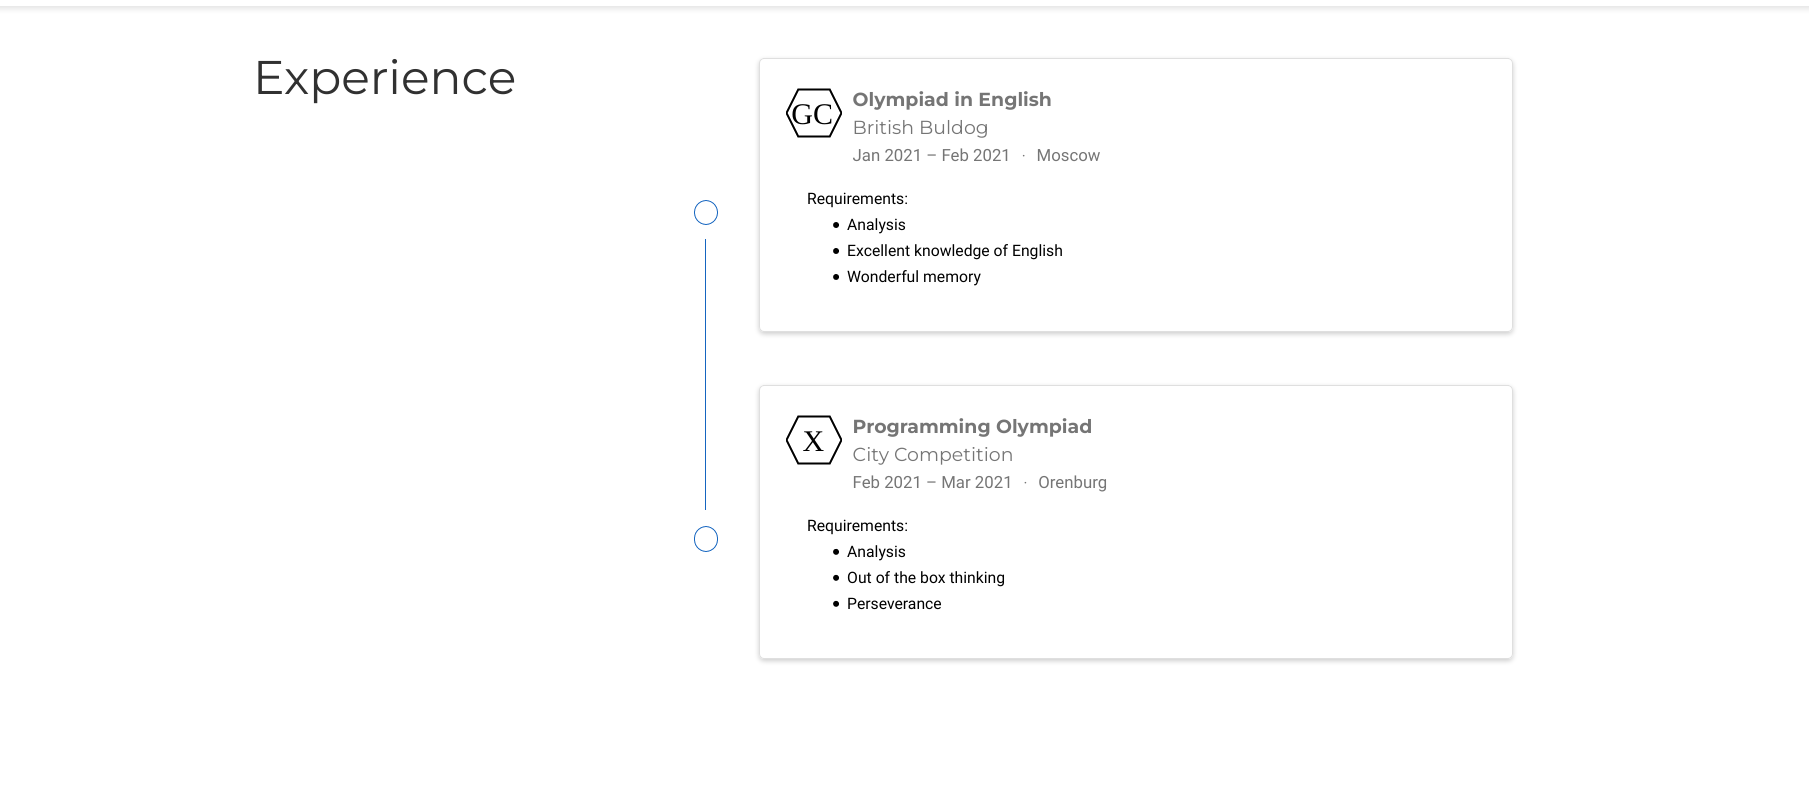 Experience
GC
Olympiad in English
British Buldog
Jan 2021 – Feb 2021 · Moscow
Requirements:
• Analysis
• Excellent knowledge of English
• Wonderful memory
X
Programming Olympiad
City Competition
Feb 2021 – Mar 2021 · Orenburg
Requirements:
• Analysis
• Out of the box thinking
• Perseverance